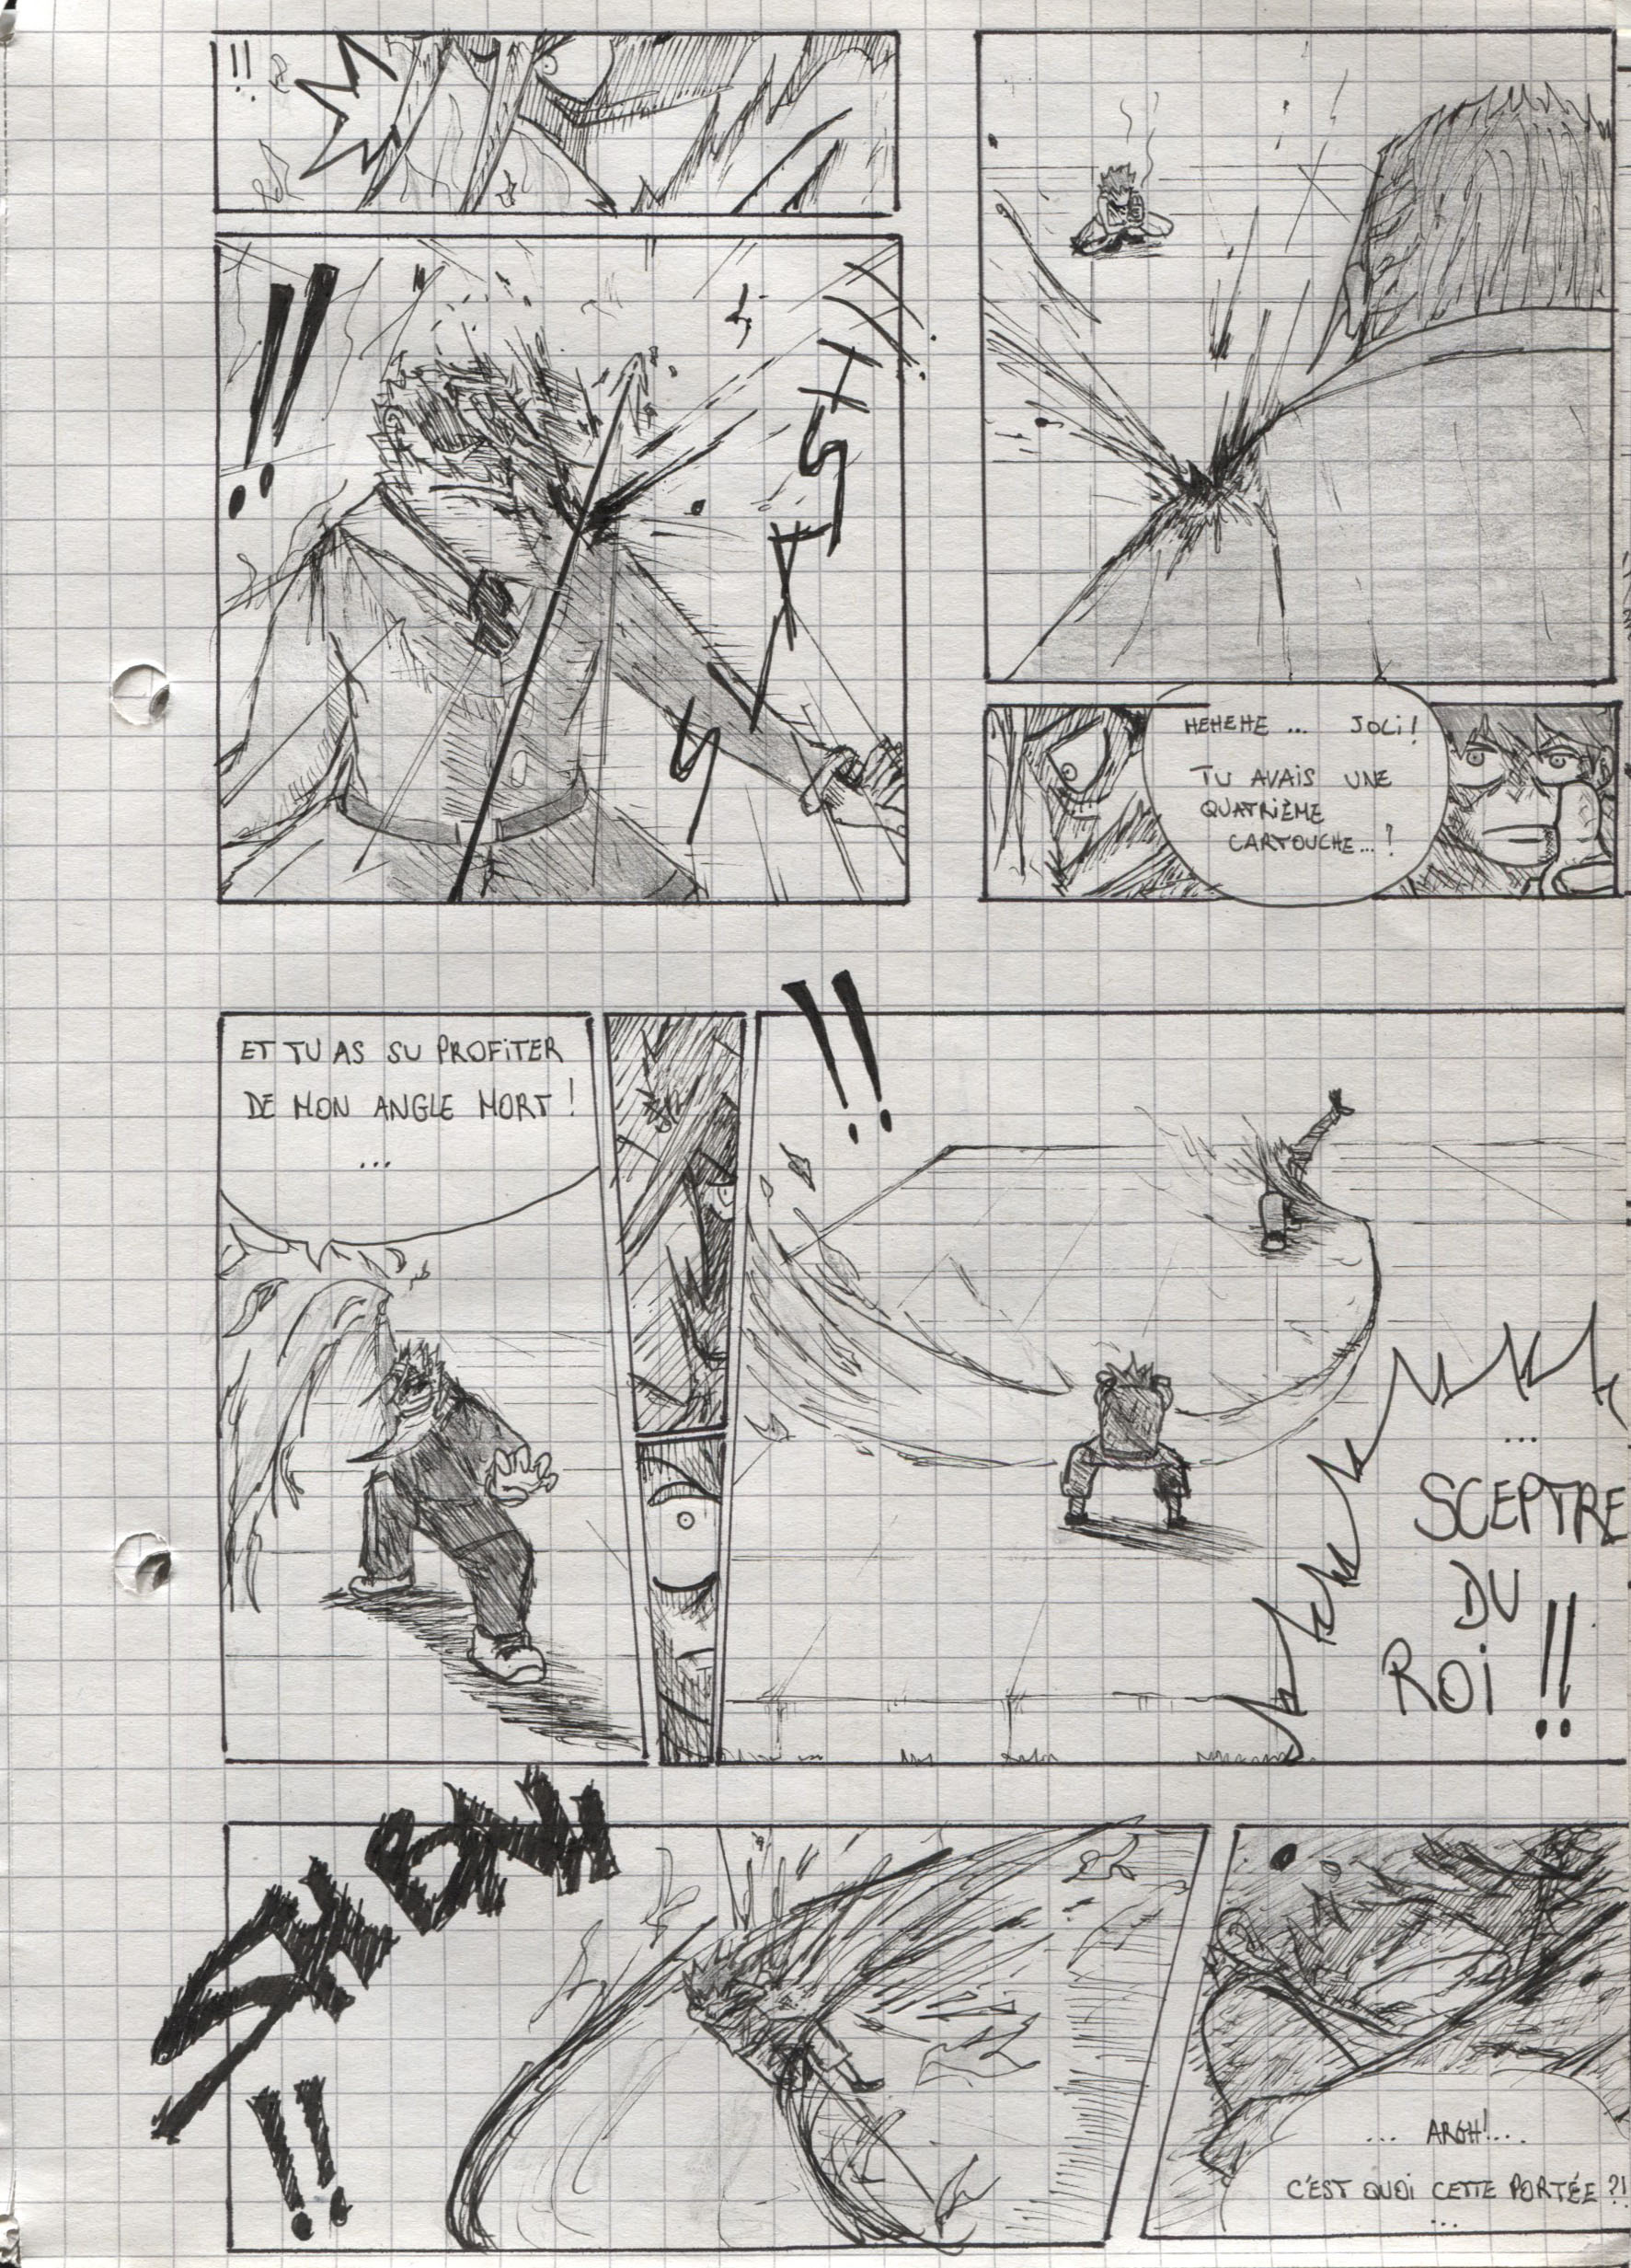 !!
!!
SLASH
HEHEHE ... JOLI!
TU AVAIS UNE
QUATRIÈME
CARTOUCHE...?
ET TU AS SU PROFITER
DE MON ANGLE MORT !
...
!!
...
SCEPTRE
DU
ROI !!
!!
... ARGH!...
C'EST QUOI CETTE PORTÉE ?!
...